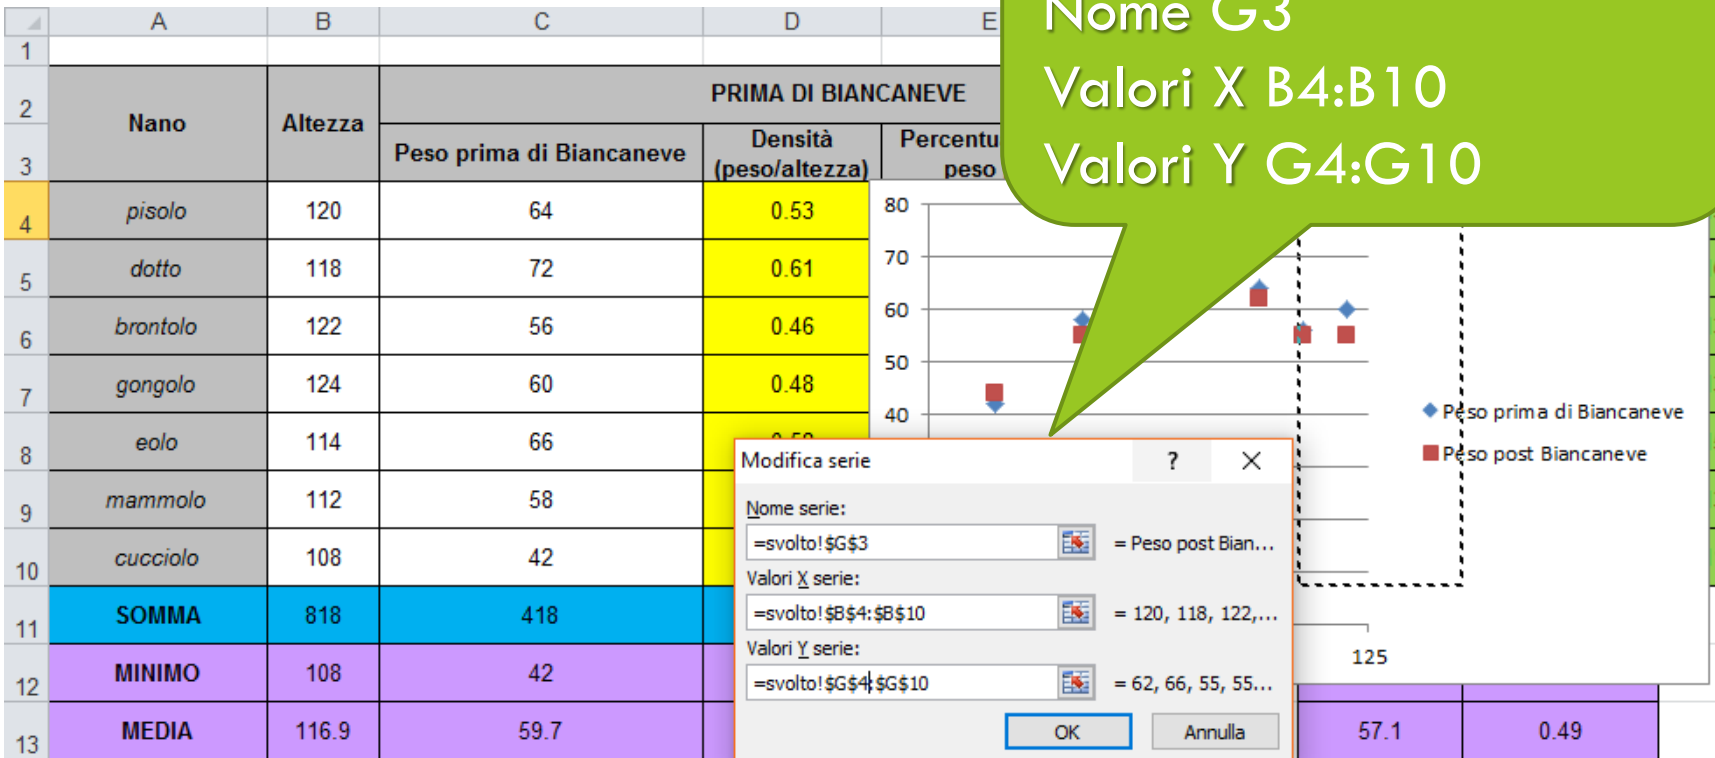 Nome G3
Valori X B4:B10
Valori Y G4:G10
A B C D E
1
2 Nano Altezza PRIMA DI BIANCANEVE
3 Peso prima di Biancaneve Densità (peso/altezza) peso
4 pisolo 120 64 0.53
5 dotto 118 72 0.61
6 brontolo 122 56 0.46
7 gongolo 124 60 0.48
8 eolo 114 66
9 mammolo 112 58
10 cucciolo 108 42
11 SOMMA 818 418
12 MINIMO 108 42
13 MEDIA 116.9 59.7 57.1 0.49
80
70
60
50
40
125
Peso prima di Biancaneve
Peso post Biancaneve
Modifica serie ?
Nome serie:
=svolto!$G$3 = Peso post Bian...
Valori X serie:
=svolto!$B$4:$B$10 = 120, 118, 122,...
Valori Y serie:
=svolto!$G$4:$G$10 = 62, 66, 55, 55...
OK Annulla